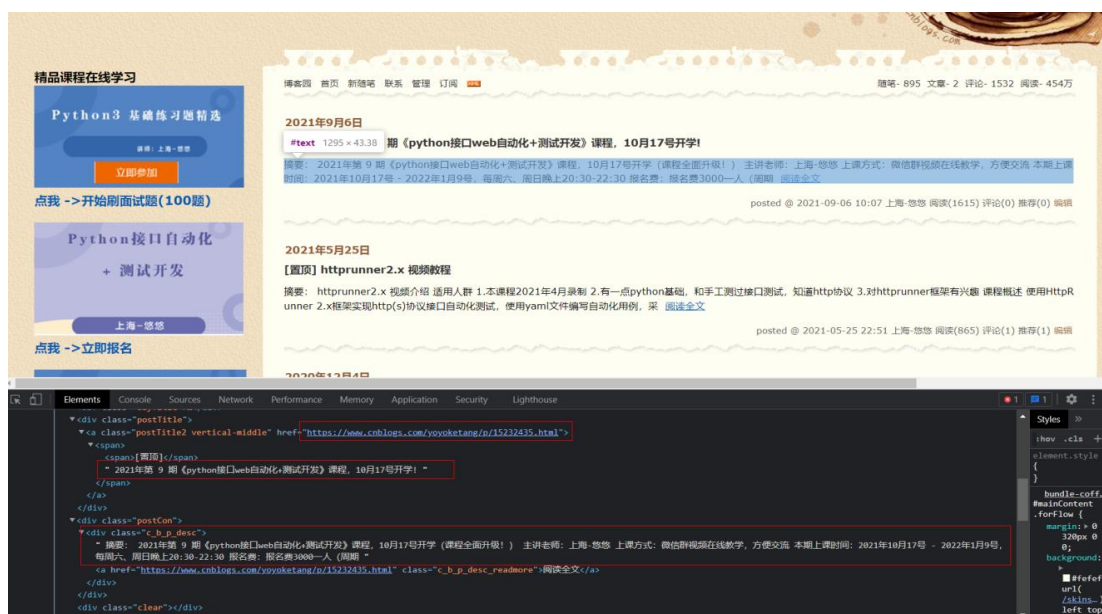 cnblogs.com
精品课程在线学习
博客园 首页 新随笔 联系 管理 订阅
随笔- 895 文章- 2 评论- 1532 阅读- 454万
Python3 基础练习题精选
讲师：上海-悠悠
立即参加
点我 ->开始刷面试题(100题)
Python接口自动化
+ 测试开发
上海-悠悠
点我 ->立即报名
2021年9月6日
#text 1295 × 43.38 期《python接口web自动化+测试开发》课程，10月17号开学!
摘要： 2021年第 9 期《python接口web自动化+测试开发》课程，10月17号开学（课程全面升级！） 主讲老师：上海-悠悠 上课方式：微信群视频在线教学，方便交流 本期上课
时间：2021年10月17号 - 2022年1月9号，每周六、周日晚上20:30-22:30 报名费：报名费3000一人（周期 阅读全文
posted @ 2021-09-06 10:07 上海-悠悠 阅读(1615) 评论(0) 推荐(0) 编辑
2021年5月25日
[置顶] httprunner2.x 视频教程
摘要： httprunner2.x 视频介绍 适用人群 1.本课程2021年4月录制 2.有一点python基础，和手工测过接口测试，知道http协议 3.对httprunner框架有兴趣 课程概述 使用HttpR
unner 2.x框架实现http(s)协议接口自动化测试，使用yaml文件编写自动化用例，采 阅读全文
posted @ 2021-05-25 22:51 上海-悠悠 阅读(865) 评论(1) 推荐(1) 编辑
2020年12月4日
Elements Console Sources Network Performance Memory Application Security Lighthouse 1 1
<div class="postTitle">
<a class="postTitle2 vertical-middle" href="https://www.cnblogs.com/yoyoketang/p/15232435.html">
<span>
<span>[置顶]</span>
" 2021年第 9 期《python接口web自动化+测试开发》课程，10月17号开学! "
</span>
</a>
</div>
<div class="postCon">
<div class="c_b_p_desc">
" 摘要： 2021年第 9 期《python接口web自动化+测试开发》课程，10月17号开学（课程全面升级！） 主讲老师：上海-悠悠 上课方式：微信群视频在线教学，方便交流 本期上课时间：2021年10月17号 - 2022年1月9号，
每周六、周日晚上20:30-22:30 报名费：报名费3000一人（周期 "
<a href="https://www.cnblogs.com/yoyoketang/p/15232435.html" class="c_b_p_desc_readmore">阅读全文</a>
</div>
</div>
<div class="clear"></div>
Styles
:hov .cls +
element.style
{
}
bundle-coff…
#mainContent
.forFlow {
margin: 0
320px 0
0;
background:
#fefef
url(
/skins…
left top